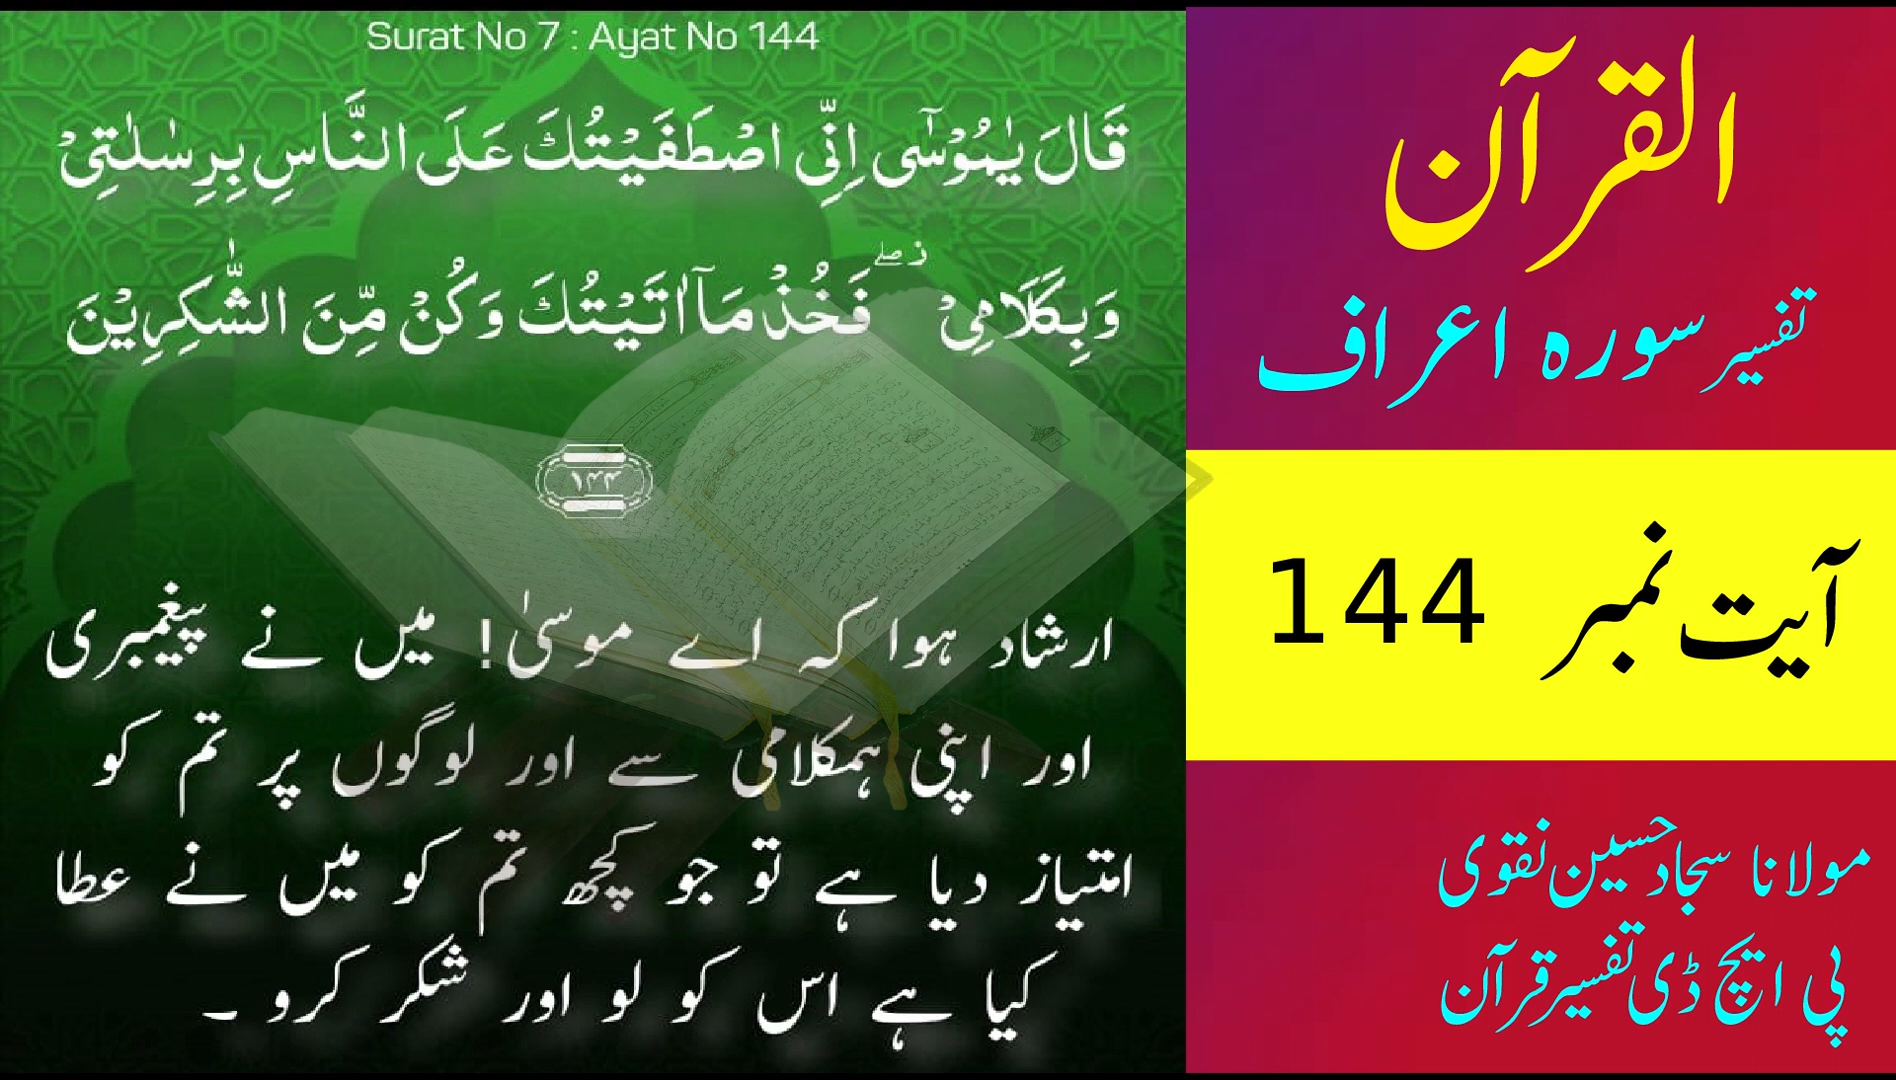 Surat No 7 : Ayat No 144
قَالَ یٰمُوْسٰۤی اِنِّی اصْطَفَیْتُكَ عَلَی النَّاسِ بِرِسٰلٰتِیْ
وَبِكَلَامِیْ ۖ٘ فَخُذْ مَاۤ اٰتَیْتُكَ وَكُنْ مِّنَ الشّٰكِرِیْنَ
۱۴۴
ارشاد ہوا کہ اے موسیٰ! میں نے پیغمبری
اور اپنی ہمکلامی سے اور لوگوں پر تم کو
امتیاز دیا ہے تو جو کچھ تم کو میں نے عطا
کیا ہے اس کو لو اور شکر کرو ۔
القرآن
تفسیر سورہ اعراف
آیت نمبر 144
مولانا سجاد حسین نقوی
پی ایچ ڈی تفسیر قرآن